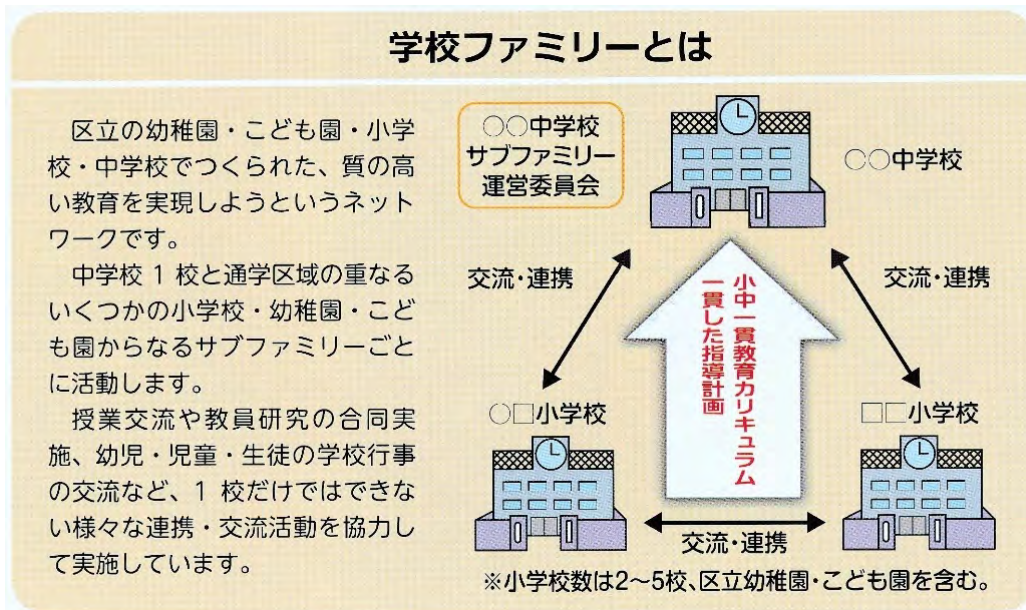 学校ファミリーとは
区立の幼稚園・こども園・小学
校・中学校でつくられた、質の高
い教育を実現しようというネット
ワークです。
中学校 1 校と通学区域の重なる
いくつかの小学校・幼稚園・こど
も園からなるサブファミリーごと
に活動します。
授業交流や教員研究の合同実
施、幼児・児童・生徒の学校行事
の交流など、1 校だけではできな
い様々な連携・交流活動を協力し
て実施しています。
○○中学校
サブファミリー
運営委員会
○○中学校
交流・連携
交流・連携
小中一貫教育カリキュラム
一貫した指導計画
○□小学校
□□小学校
交流・連携
※小学校数は2〜5校、区立幼稚園・こども園を含む。